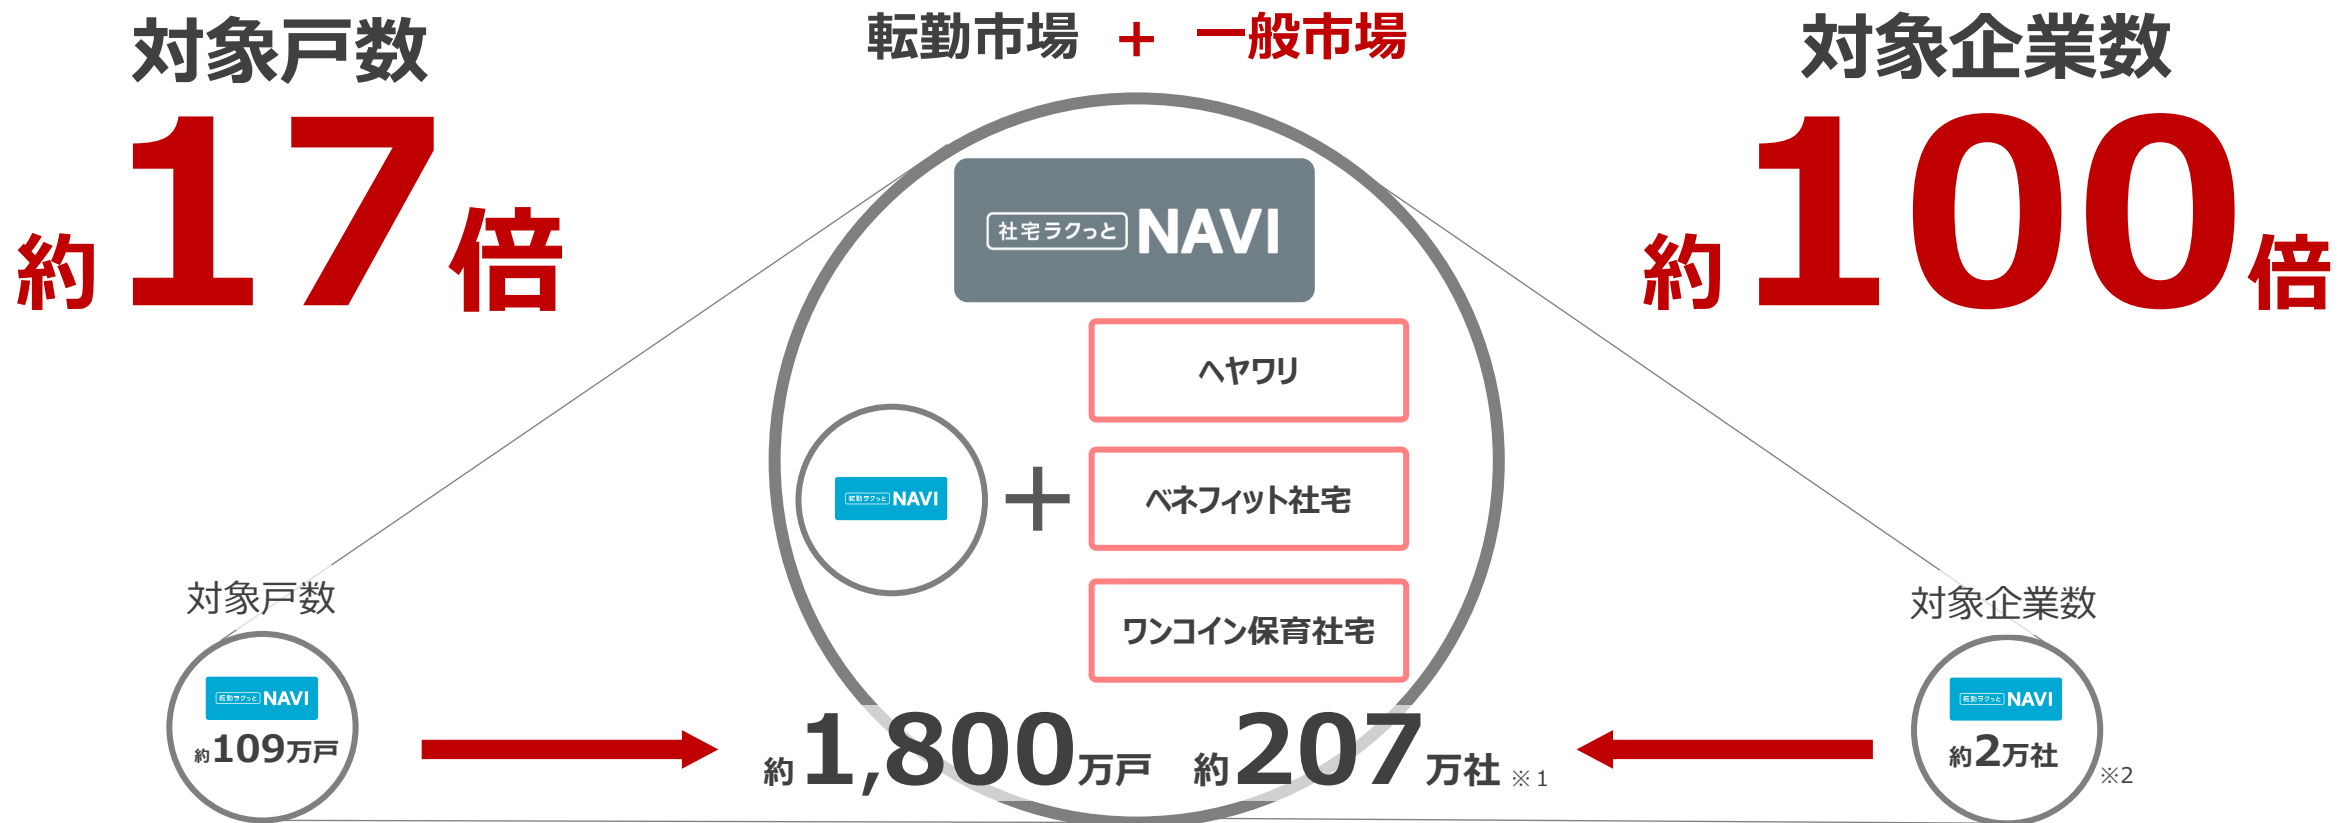 対象戸数
約17倍
転勤市場 + 一般市場
対象企業数
約100倍
社宅ラクっと NAVI
ヘヤワリ
転勤ラクっと NAVI
+
ベネフィット社宅
ワンコイン保育社宅
対象戸数
転勤ラクっと NAVI
約109万戸
約1,800万戸
約207万社 ※1
対象企業数
転勤ラクっと NAVI
約2万社
※2